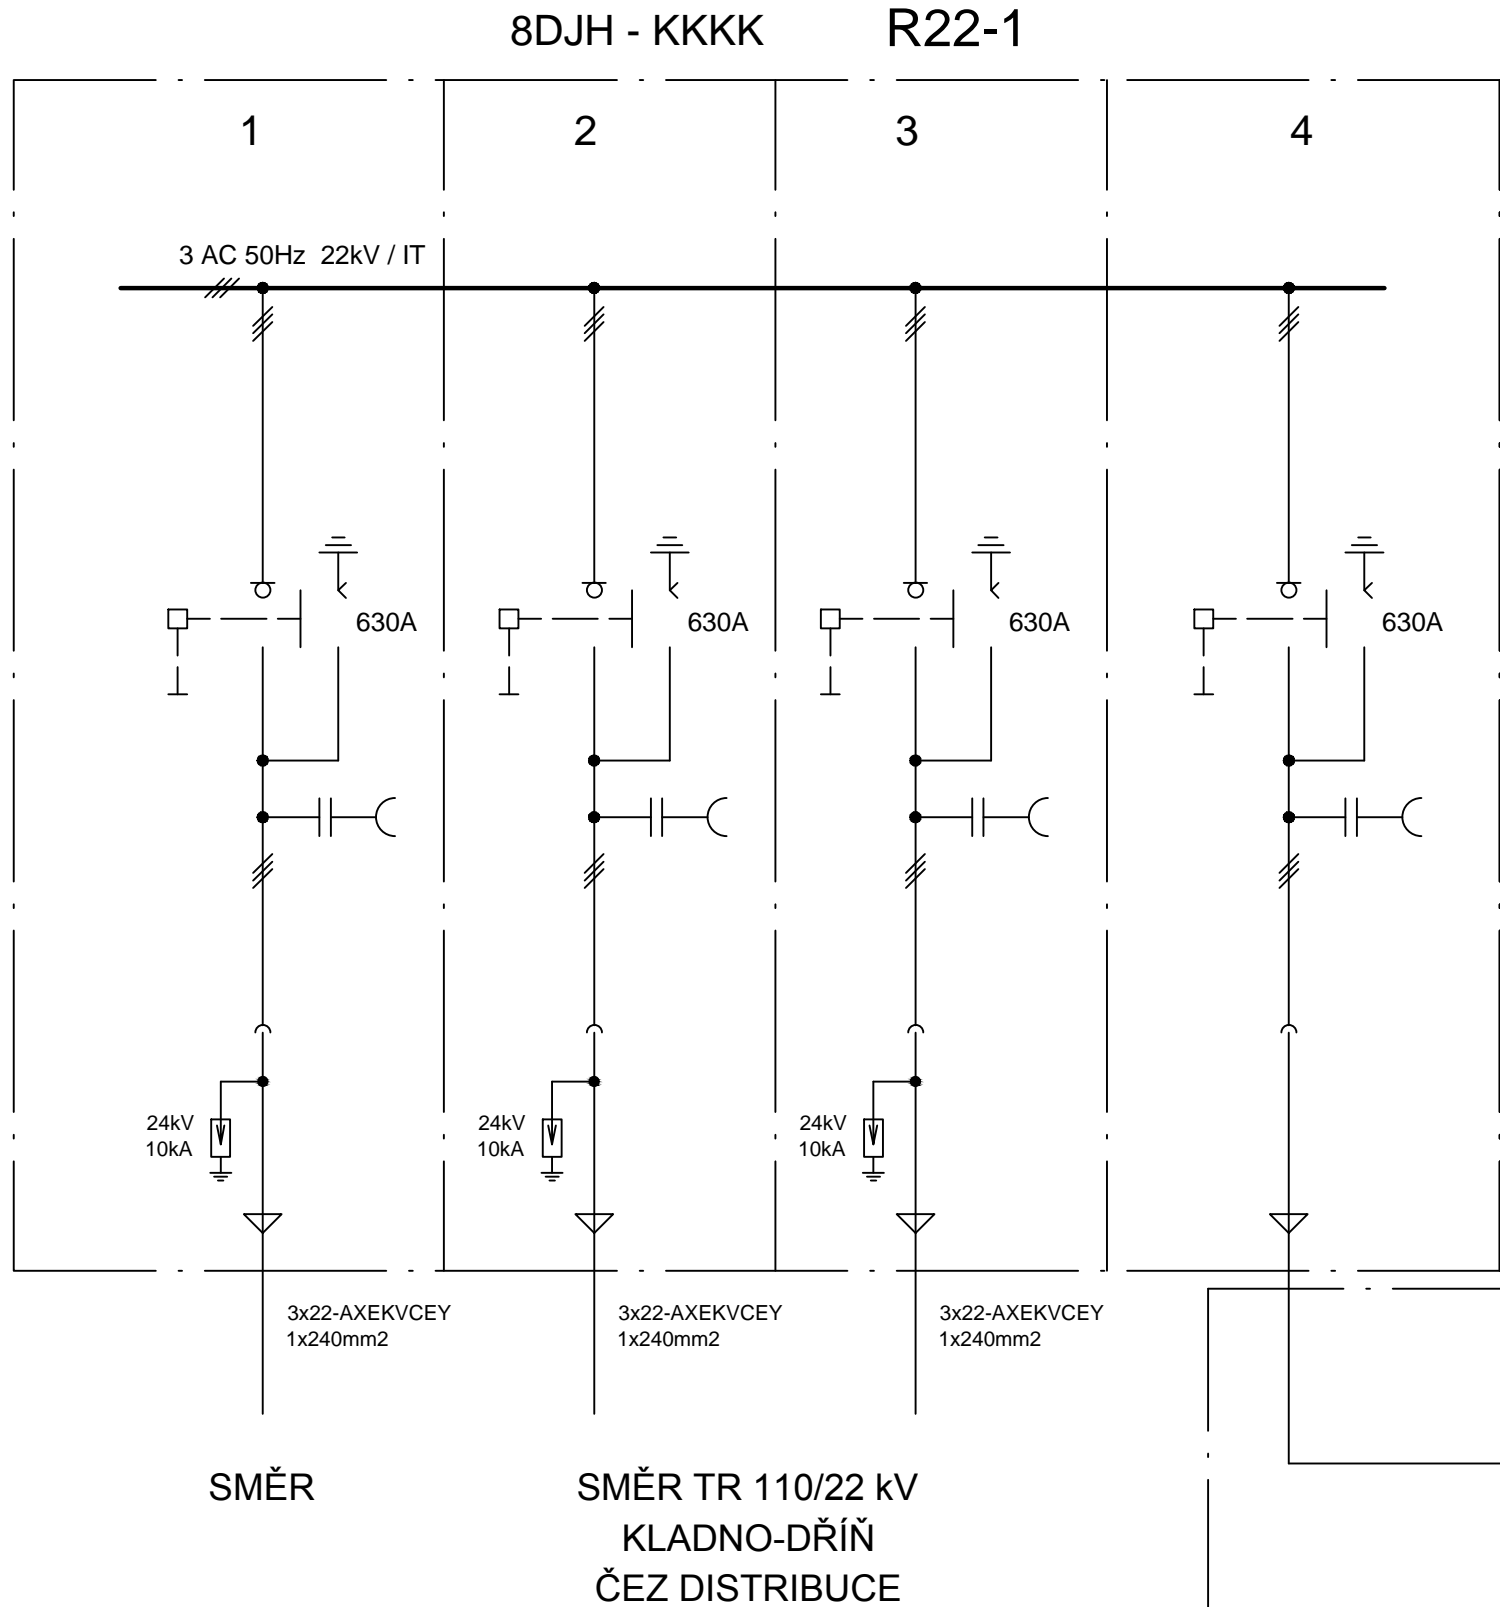 8DJH - KKKK R22-1
1 2 3 4
3 AC 50Hz 22kV / IT
630A 630A 630A 630A
24kV 24kV 24kV
10kA 10kA 10kA
3x22-AXEKVCEY 3x22-AXEKVCEY 3x22-AXEKVCEY
1x240mm2 1x240mm2 1x240mm2
SMĚR SMĚR TR 110/22 kV
KLADNO-DŘÍŇ
ČEZ DISTRIBUCE